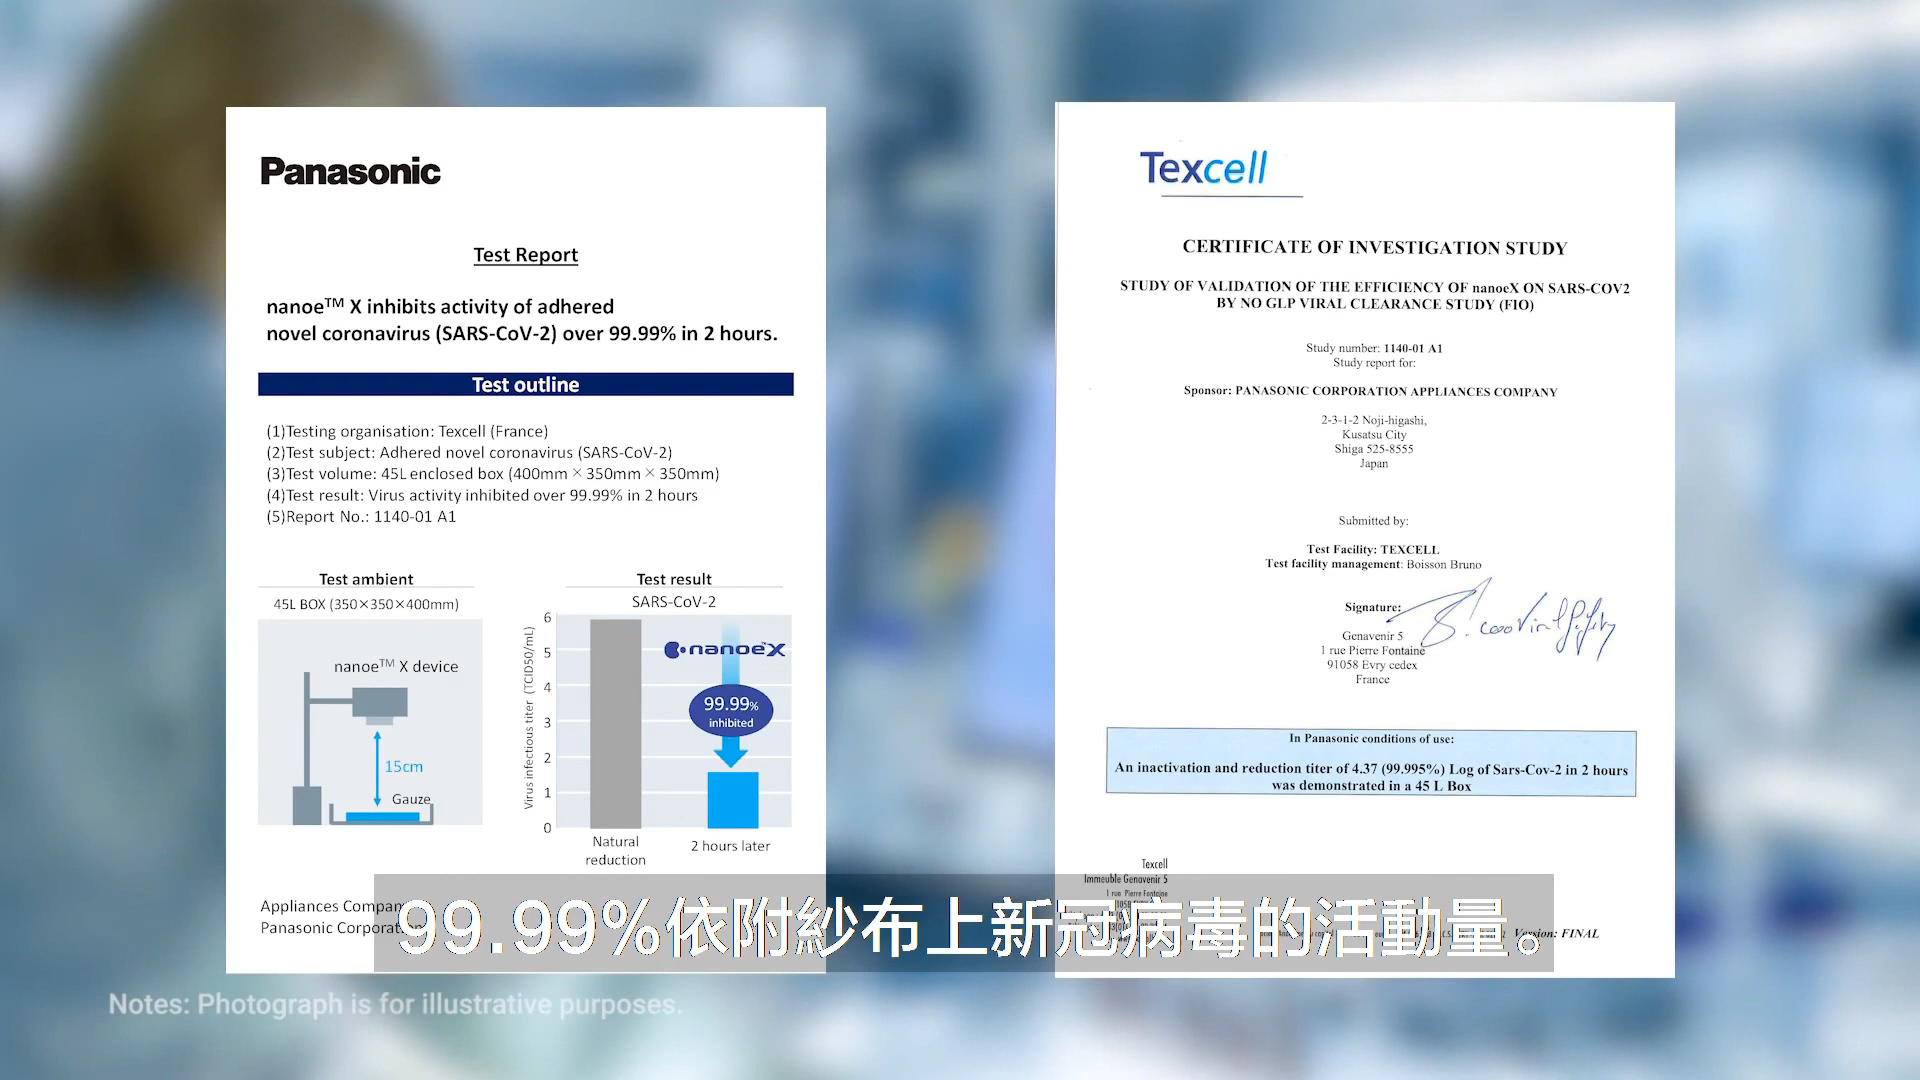 Panasonic
Test Report
nanoe™ X inhibits activity of adhered
novel coronavirus (SARS-CoV-2) over 99.99% in 2 hours.
Test outline
(1)Testing organisation: Texcell (France)
(2)Test subject: Adhered novel coronavirus (SARS-CoV-2)
(3)Test volume: 45L enclosed box (400mm × 350mm × 350mm)
(4)Test result: Virus activity inhibited over 99.99% in 2 hours
(5)Report No.: 1140-01 A1
Test ambient
45L BOX (350×350×400mm)
nanoe™ X device
15cm
Gauze
Test result
SARS-CoV-2
Virus infectious titer (TCID50/mL)
6
5
4
3
2
1
0
nanoe™X
99.99%
inhibited
Natural
reduction
2 hours later
Appliances Company
Panasonic Corporation
Texcell
CERTIFICATE OF INVESTIGATION STUDY
STUDY OF VALIDATION OF THE EFFICIENCY OF nanoeX ON SARS-COV2
BY NO GLP VIRAL CLEARANCE STUDY (FIO)
Study number: 1140-01 A1
Study report for:
Sponsor: PANASONIC CORPORATION APPLIANCES COMPANY
2-3-1-2 Noji-higashi,
Kusatsu City
Shiga 525-8555
Japan
Submitted by:
Test Facility: TEXCELL
Test facility management: Boisson Bruno
Signature:
Genavenir 5
1 rue Pierre Fontaine
91058 Evry cedex
France
In Panasonic conditions of use:
An inactivation and reduction titer of 4.37 (99.995%) Log of Sars-Cov-2 in 2 hours
was demonstrated in a 45 L Box
Texcell
Immeuble Genavenir 5
1 rue Pierre Fontaine
Version: FINAL
99.99%依附紗布上新冠病毒的活動量。
Notes: Photograph is for illustrative purposes.